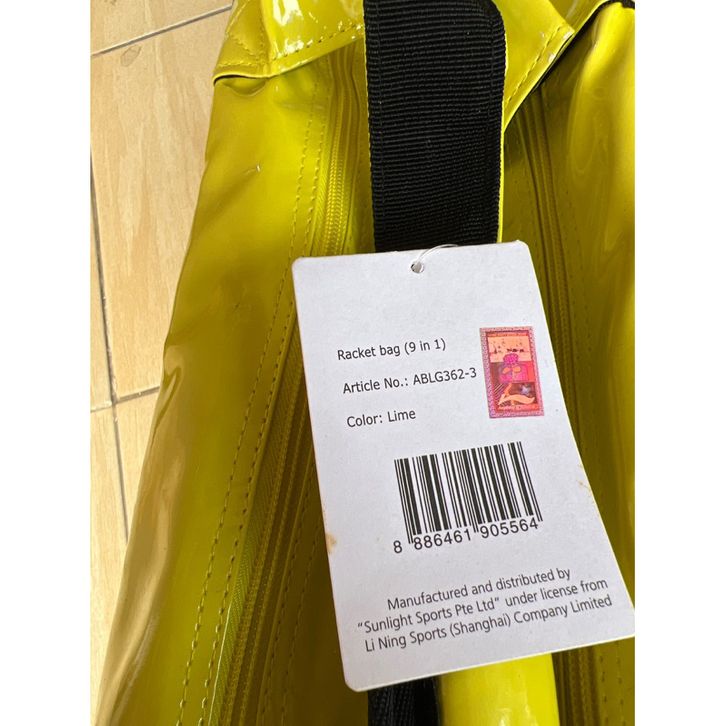 Racket bag (9 in 1)
Article No.: ABLG362-3
Color: Lime
8 886461 905564
Manufactured and distributed by
"Sunlight Sports Pte Ltd" under license from
Li Ning Sports (Shanghai) Company Limited